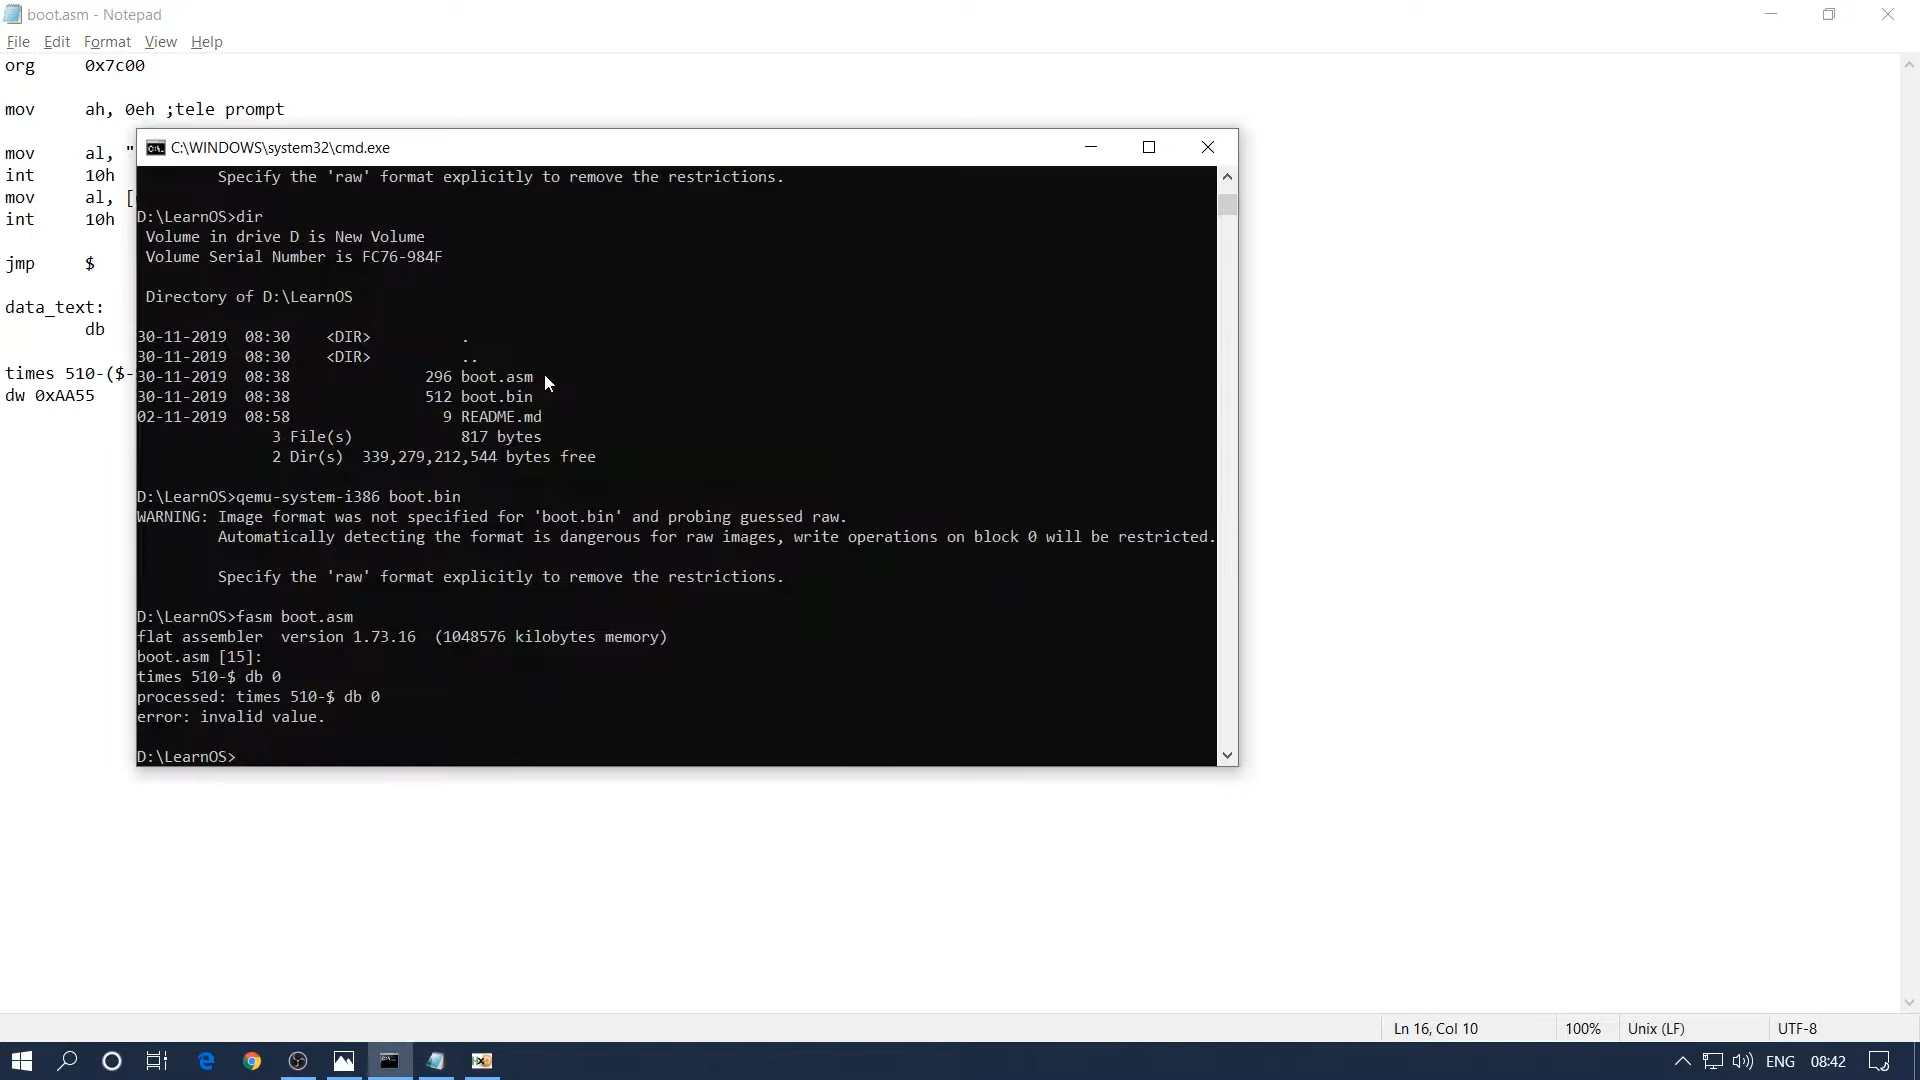 boot.asm - Notepad
File Edit Format View Help
org 0x7c00
mov ah, 0eh ;tele prompt
mov al, "
int 10h
mov al, [
int 10h
jmp $
data_text:
db
times 510-($-
dw 0xAA55
C:\WINDOWS\system32\cmd.exe
Specify the 'raw' format explicitly to remove the restrictions.
D:\LearnOS>dir
Volume in drive D is New Volume
Volume Serial Number is FC76-984F
Directory of D:\LearnOS
30-11-2019 08:30 <DIR> .
30-11-2019 08:30 <DIR> ..
30-11-2019 08:38 296 boot.asm
30-11-2019 08:38 512 boot.bin
02-11-2019 08:58 9 README.md
3 File(s) 817 bytes
2 Dir(s) 339,279,212,544 bytes free
D:\LearnOS>qemu-system-i386 boot.bin
WARNING: Image format was not specified for 'boot.bin' and probing guessed raw.
Automatically detecting the format is dangerous for raw images, write operations on block 0 will be restricted.
Specify the 'raw' format explicitly to remove the restrictions.
D:\LearnOS>fasm boot.asm
flat assembler version 1.73.16 (1048576 kilobytes memory)
boot.asm [15]:
times 510-$ db 0
processed: times 510-$ db 0
error: invalid value.
D:\LearnOS>
Ln 16, Col 10 100% Unix (LF) UTF-8
ENG 08:42